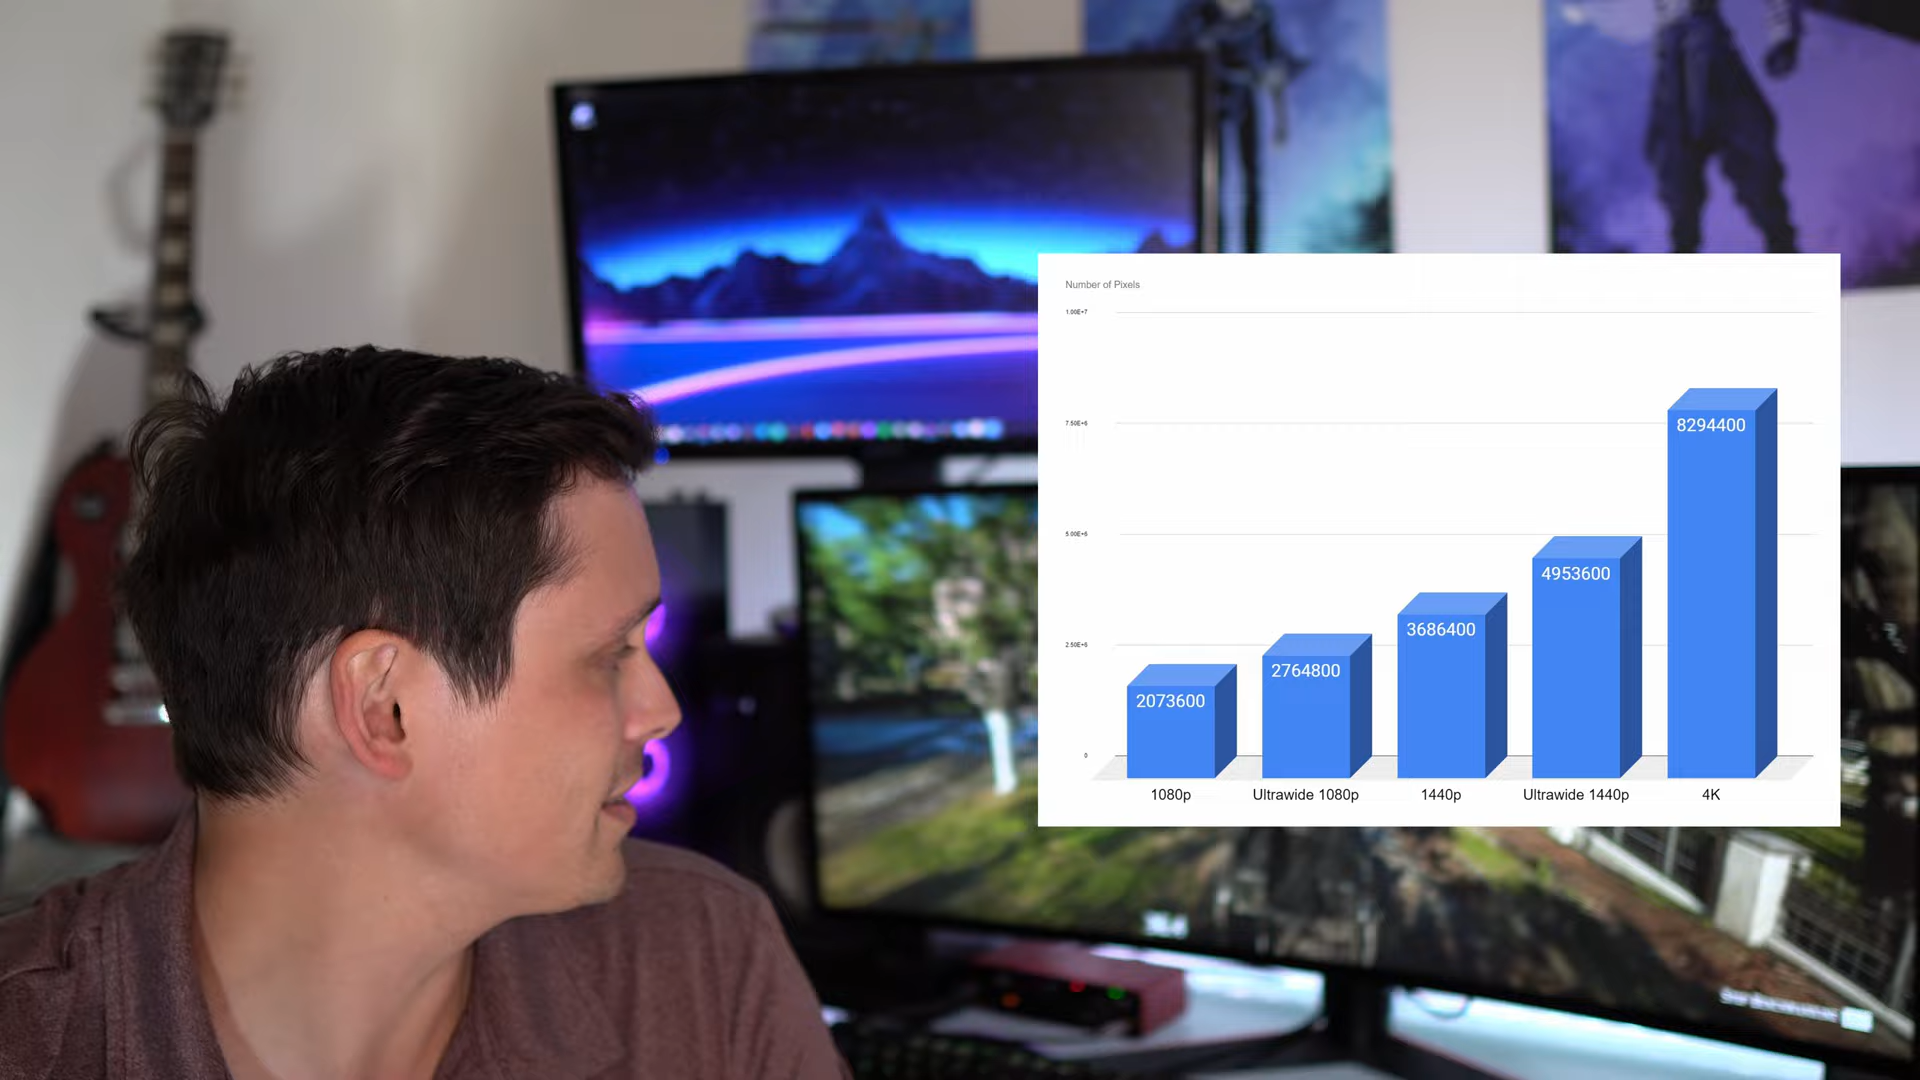 Number of Pixels
1.00E+7
7.50E+6
5.00E+6
2.50E+6
0
8294400
4953600
3686400
2764800
2073600
1080p
Ultrawide 1080p
1440p
Ultrawide 1440p
4K